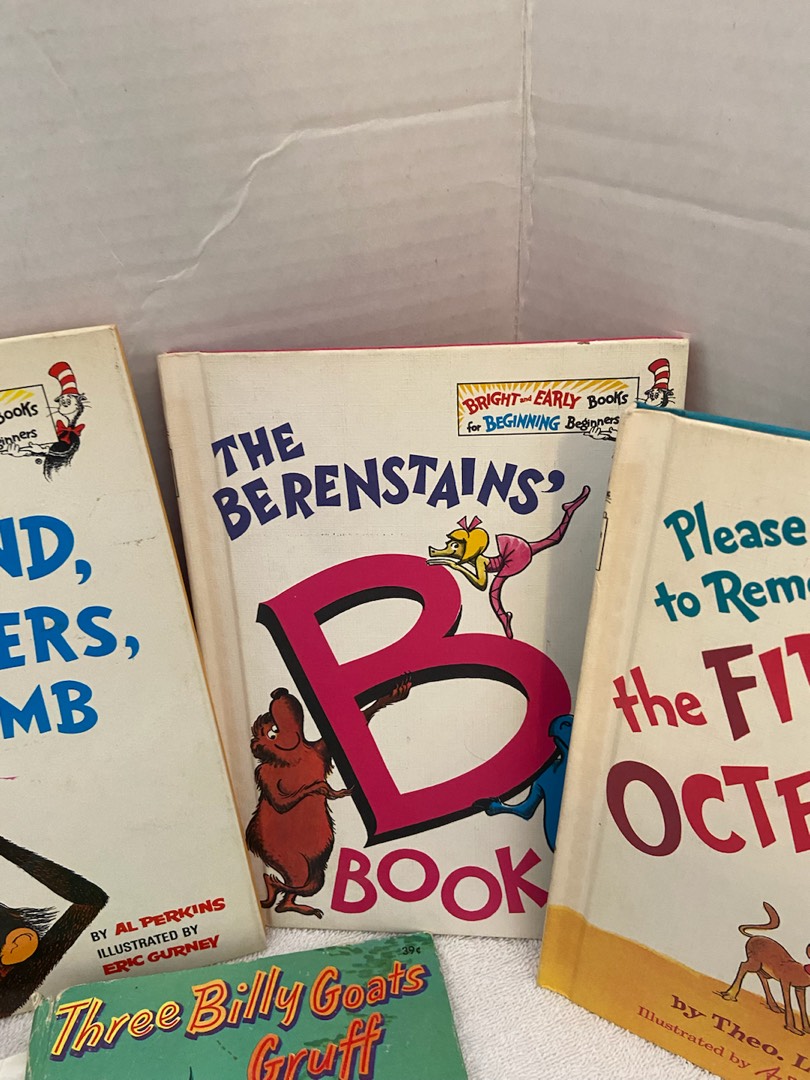 Books
ND,
ERS,
MB
BY AL PERKINS
ILLUSTRATED BY
ERIC GURNEY
BRIGHT and EARLY BOOKS
for BEGINNING Beginners
THE
BERENSTAINS'
B
BOOK
Please
to Rem
the FI
OCTE
by Theo.
Illustrated by
39¢
Three Billy Goats
Gruff